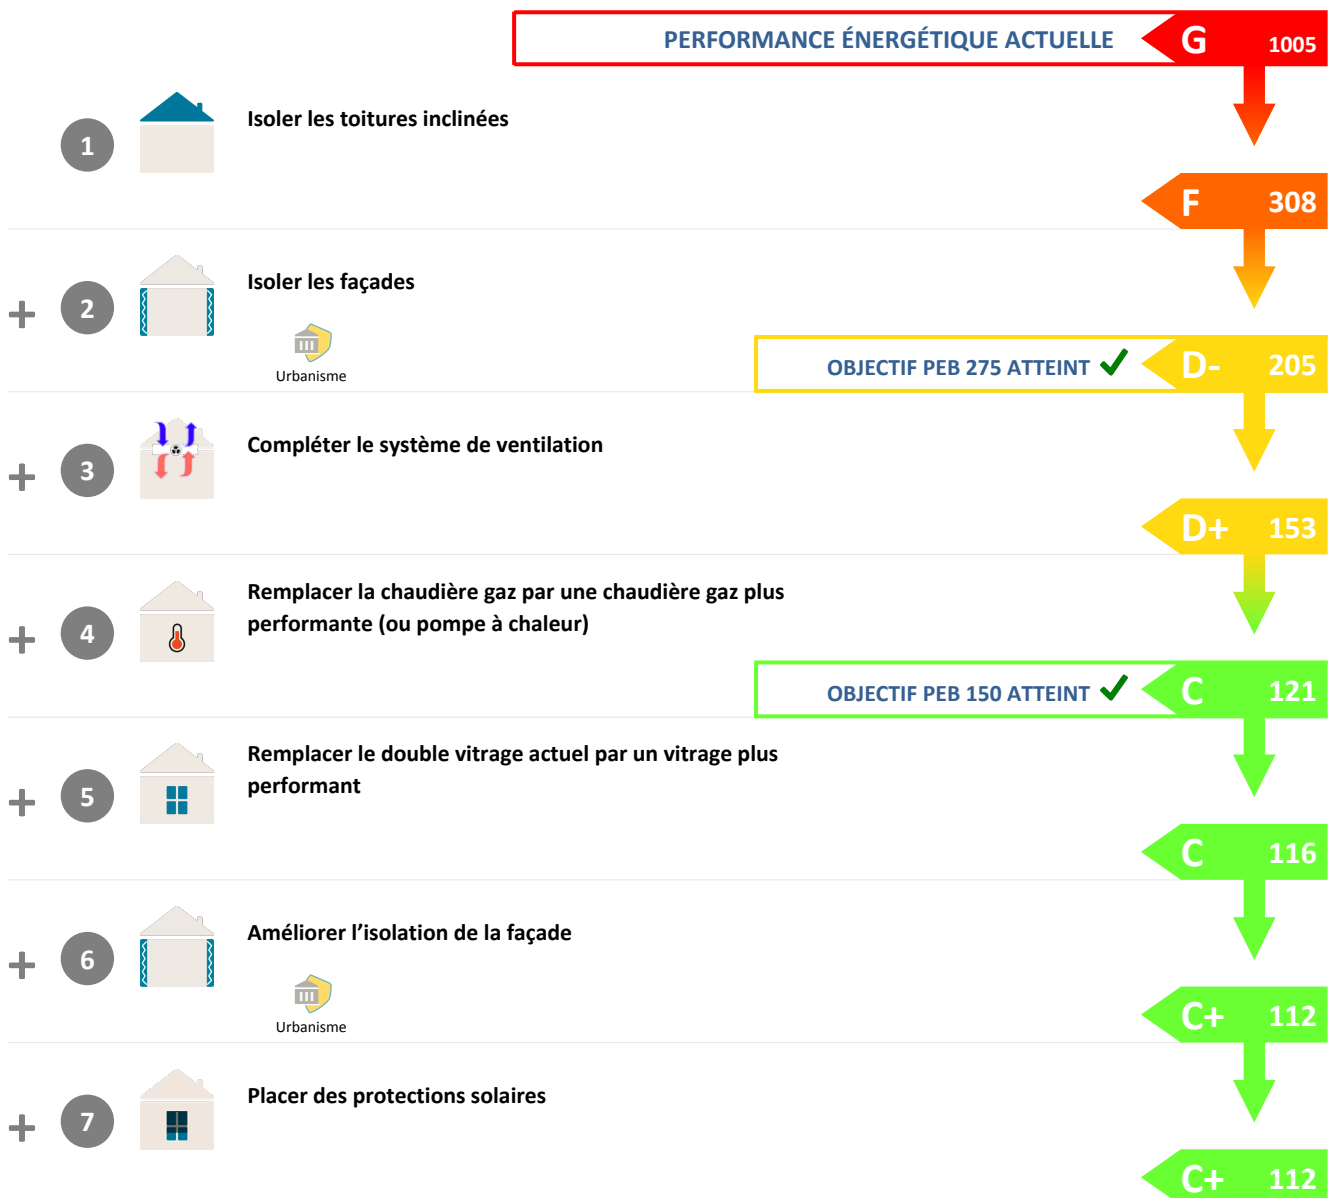 PERFORMANCE ÉNERGÉTIQUE ACTUELLE G 1005
1 Isoler les toitures inclinées
F 308
+ 2 Isoler les façades
Urbanisme
OBJECTIF PEB 275 ATTEINT ✓ D- 205
+ 3 Compléter le système de ventilation
D+ 153
+ 4 Remplacer la chaudière gaz par une chaudière gaz plus
performante (ou pompe à chaleur)
OBJECTIF PEB 150 ATTEINT ✓ C 121
+ 5 Remplacer le double vitrage actuel par un vitrage plus
performant
C 116
+ 6 Améliorer l’isolation de la façade
Urbanisme
C+ 112
+ 7 Placer des protections solaires
C+ 112